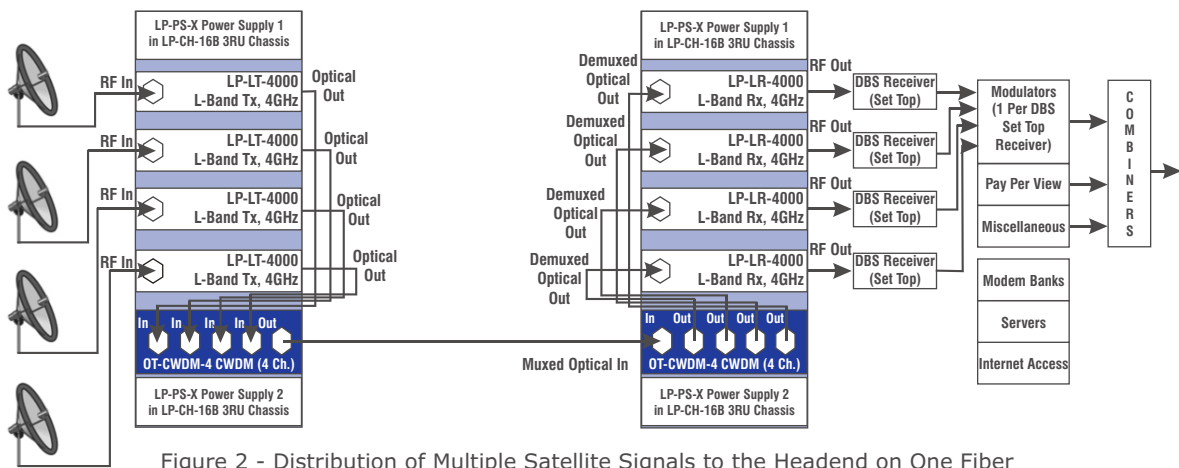 LP-PS-X Power Supply 1
in LP-CH-16B 3RU Chassis
RF In
LP-LT-4000
L-Band Tx, 4GHz
Optical
Out
RF In
LP-LT-4000
L-Band Tx, 4GHz
Optical
Out
RF In
LP-LT-4000
L-Band Tx, 4GHz
Optical
Out
RF In
LP-LT-4000
L-Band Tx, 4GHz
Optical
Out
In
In
In
In
Out
OT-CWDM-4 CWDM (4 Ch.)
LP-PS-X Power Supply 2
in LP-CH-16B 3RU Chassis
Muxed Optical In
LP-PS-X Power Supply 1
in LP-CH-16B 3RU Chassis
Demuxed
Optical
Out
LP-LR-4000
L-Band Rx, 4GHz
RF Out
Demuxed
Optical
Out
LP-LR-4000
L-Band Rx, 4GHz
RF Out
Demuxed
Optical
Out
LP-LR-4000
L-Band Rx, 4GHz
RF Out
Demuxed
Optical
Out
LP-LR-4000
L-Band Rx, 4GHz
RF Out
In
Out
Out
Out
Out
OT-CWDM-4 CWDM (4 Ch.)
LP-PS-X Power Supply 2
in LP-CH-16B 3RU Chassis
DBS Receiver
(Set Top)
DBS Receiver
(Set Top)
DBS Receiver
(Set Top)
DBS Receiver
(Set Top)
Modulators
(1 Per DBS
Set Top
Receiver)
Pay Per View
Miscellaneous
Modem Banks
Servers
Internet Access
COMBINERS
Figure 2 - Distribution of Multiple Satellite Signals to the Headend on One Fiber